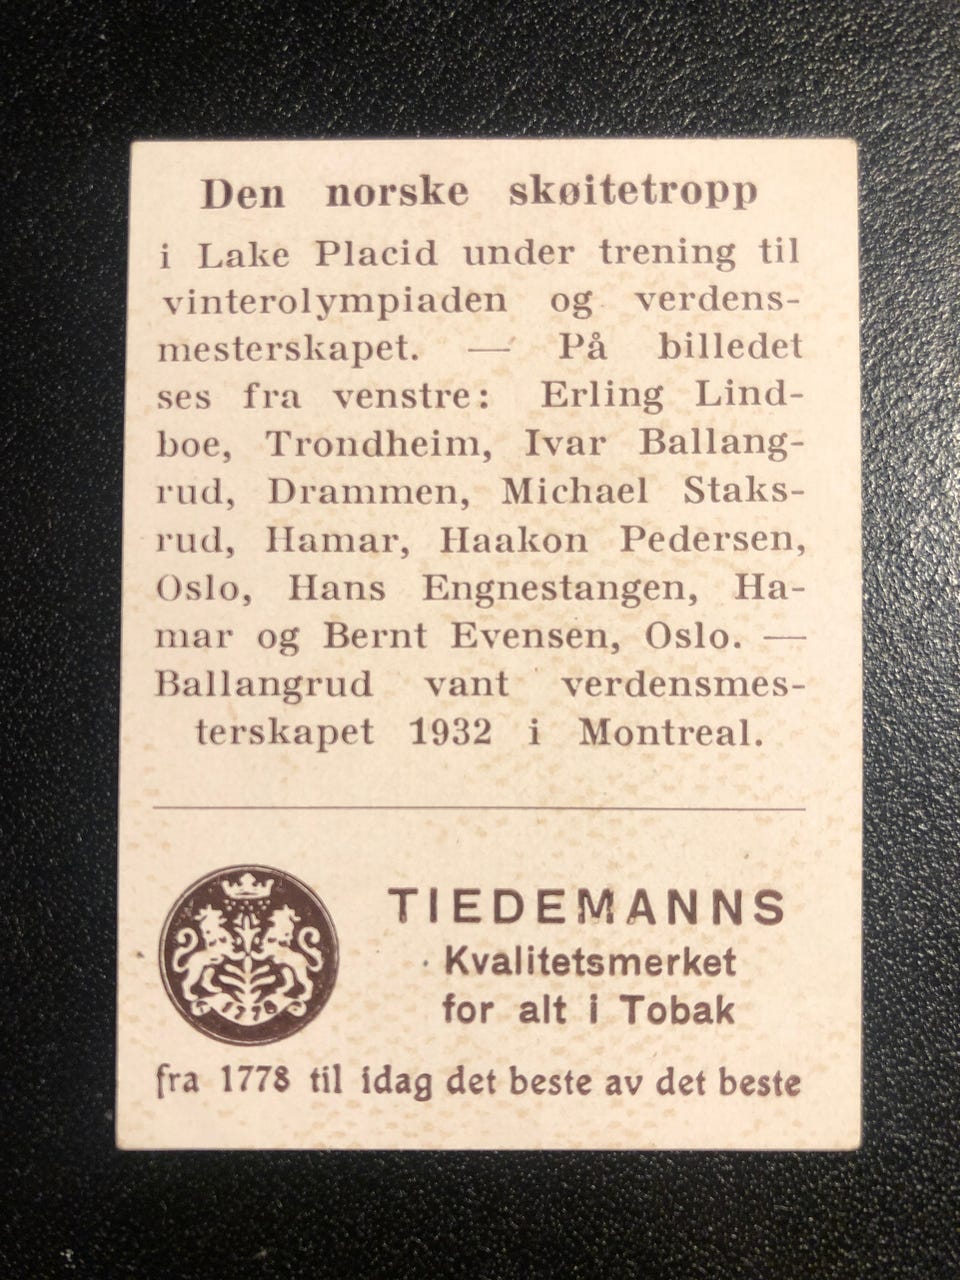 Den norske skøitetropp
i Lake Placid under trening til
vinterolympiaden og verdens-
mesterskapet. — På billedet
ses fra venstre: Erling Lind-
boe, Trondheim, Ivar Ballang-
rud, Drammen, Michael Staks-
rud, Hamar, Haakon Pedersen,
Oslo, Hans Engnestangen, Ha-
mar og Bernt Evensen, Oslo. —
Ballangrud vant verdensmes-
terskapet 1932 i Montreal.
1778
TIEDEMANNS
Kvalitetsmerket
for alt i Tobak
fra 1778 til idag det beste av det beste